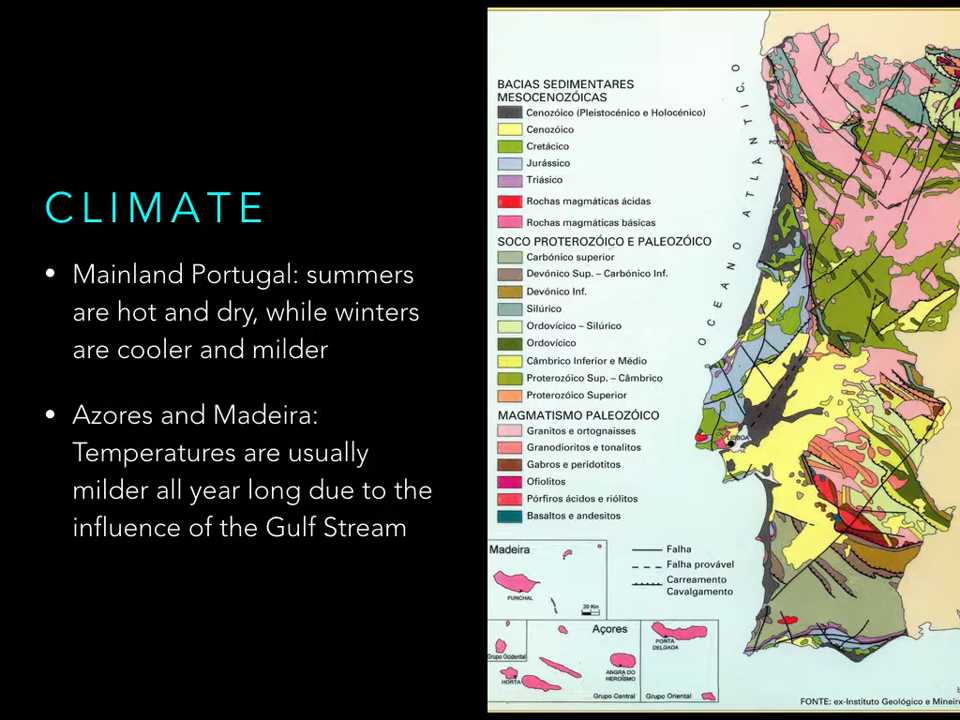 CLIMATE
• Mainland Portugal: summers
are hot and dry, while winters
are cooler and milder
• Azores and Madeira:
Temperatures are usually
milder all year long due to the
influence of the Gulf Stream
BACIAS SEDIMENTARES
MESOCENOZÓICAS
Cenozóico (Pleistocénico e Holocénico)
Cenozóico
Cretácico
Jurássico
Triásico
Rochas magmáticas ácidas
Rochas magmáticas básicas
SOCO PROTEROZÓICO E PALEOZÓICO
Carbónico superior
Devónico Sup. – Carbónico Inf.
Devónico Inf.
Silúrico
Ordovícico – Silúrico
Ordovícico
Câmbrico Inferior e Médio
Proterozóico Sup. – Câmbrico
Proterozóico Superior
MAGMATISMO PALEOZÓICO
Granitos e ortognaisses
Granodioritos e tonalitos
Gabros e peridotitos
Ofiolitos
Pórfiros ácidos e riólitos
Basaltos e andesitos
Falha
Falha provável
Carreamento
Cavalgamento
OCEANO ATLÂNTICO
LISBOA
Madeira
FUNCHAL
20 Km
Açores
Grupo Ocidental
HORTA
ANGRA DO
HEROÍSMO
Grupo Central
PONTA
DELGADA
Grupo Oriental
FONTE: ex-Instituto Geológico e Mineir